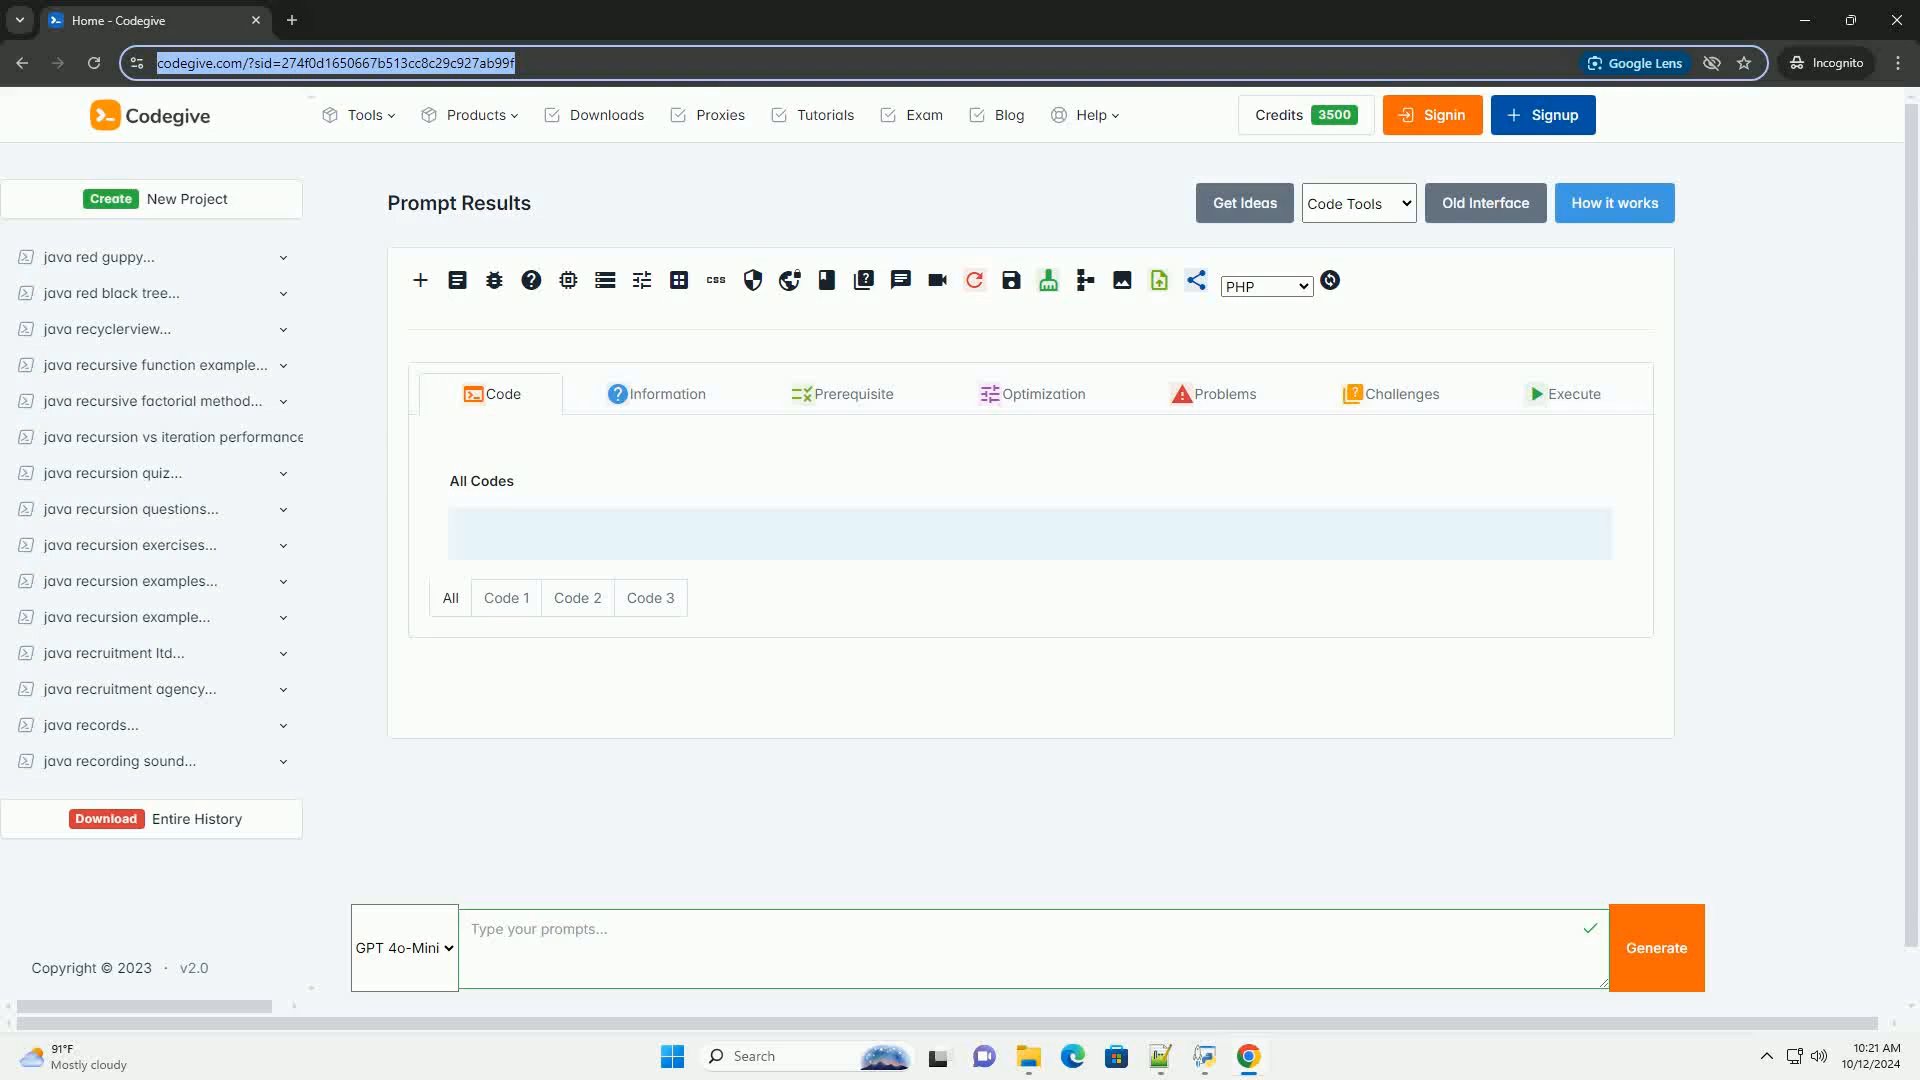 Home - Codegive
codegive.com/?sid=274f0d1650667b513cc8c29c927ab99f
Google Lens
Incognito
Codegive
Tools
Products
Downloads
Proxies
Tutorials
Exam
Blog
Help
Credits 3500
Signin
Signup
Create New Project
java red guppy...
java red black tree...
java recyclerview...
java recursive function example...
java recursive factorial method...
java recursion vs iteration performance
java recursion quiz...
java recursion questions...
java recursion exercises...
java recursion examples...
java recursion example...
java recruitment ltd...
java recruitment agency...
java records...
java recording sound...
Download Entire History
Copyright © 2023 · v2.0
Prompt Results
Get Ideas
Code Tools
Old Interface
How it works
css
PHP
Code
Information
Prerequisite
Optimization
Problems
Challenges
Execute
All Codes
All
Code 1
Code 2
Code 3
GPT 4o-Mini
Type your prompts...
Generate
91°F
Mostly cloudy
Search
10:21 AM
10/12/2024